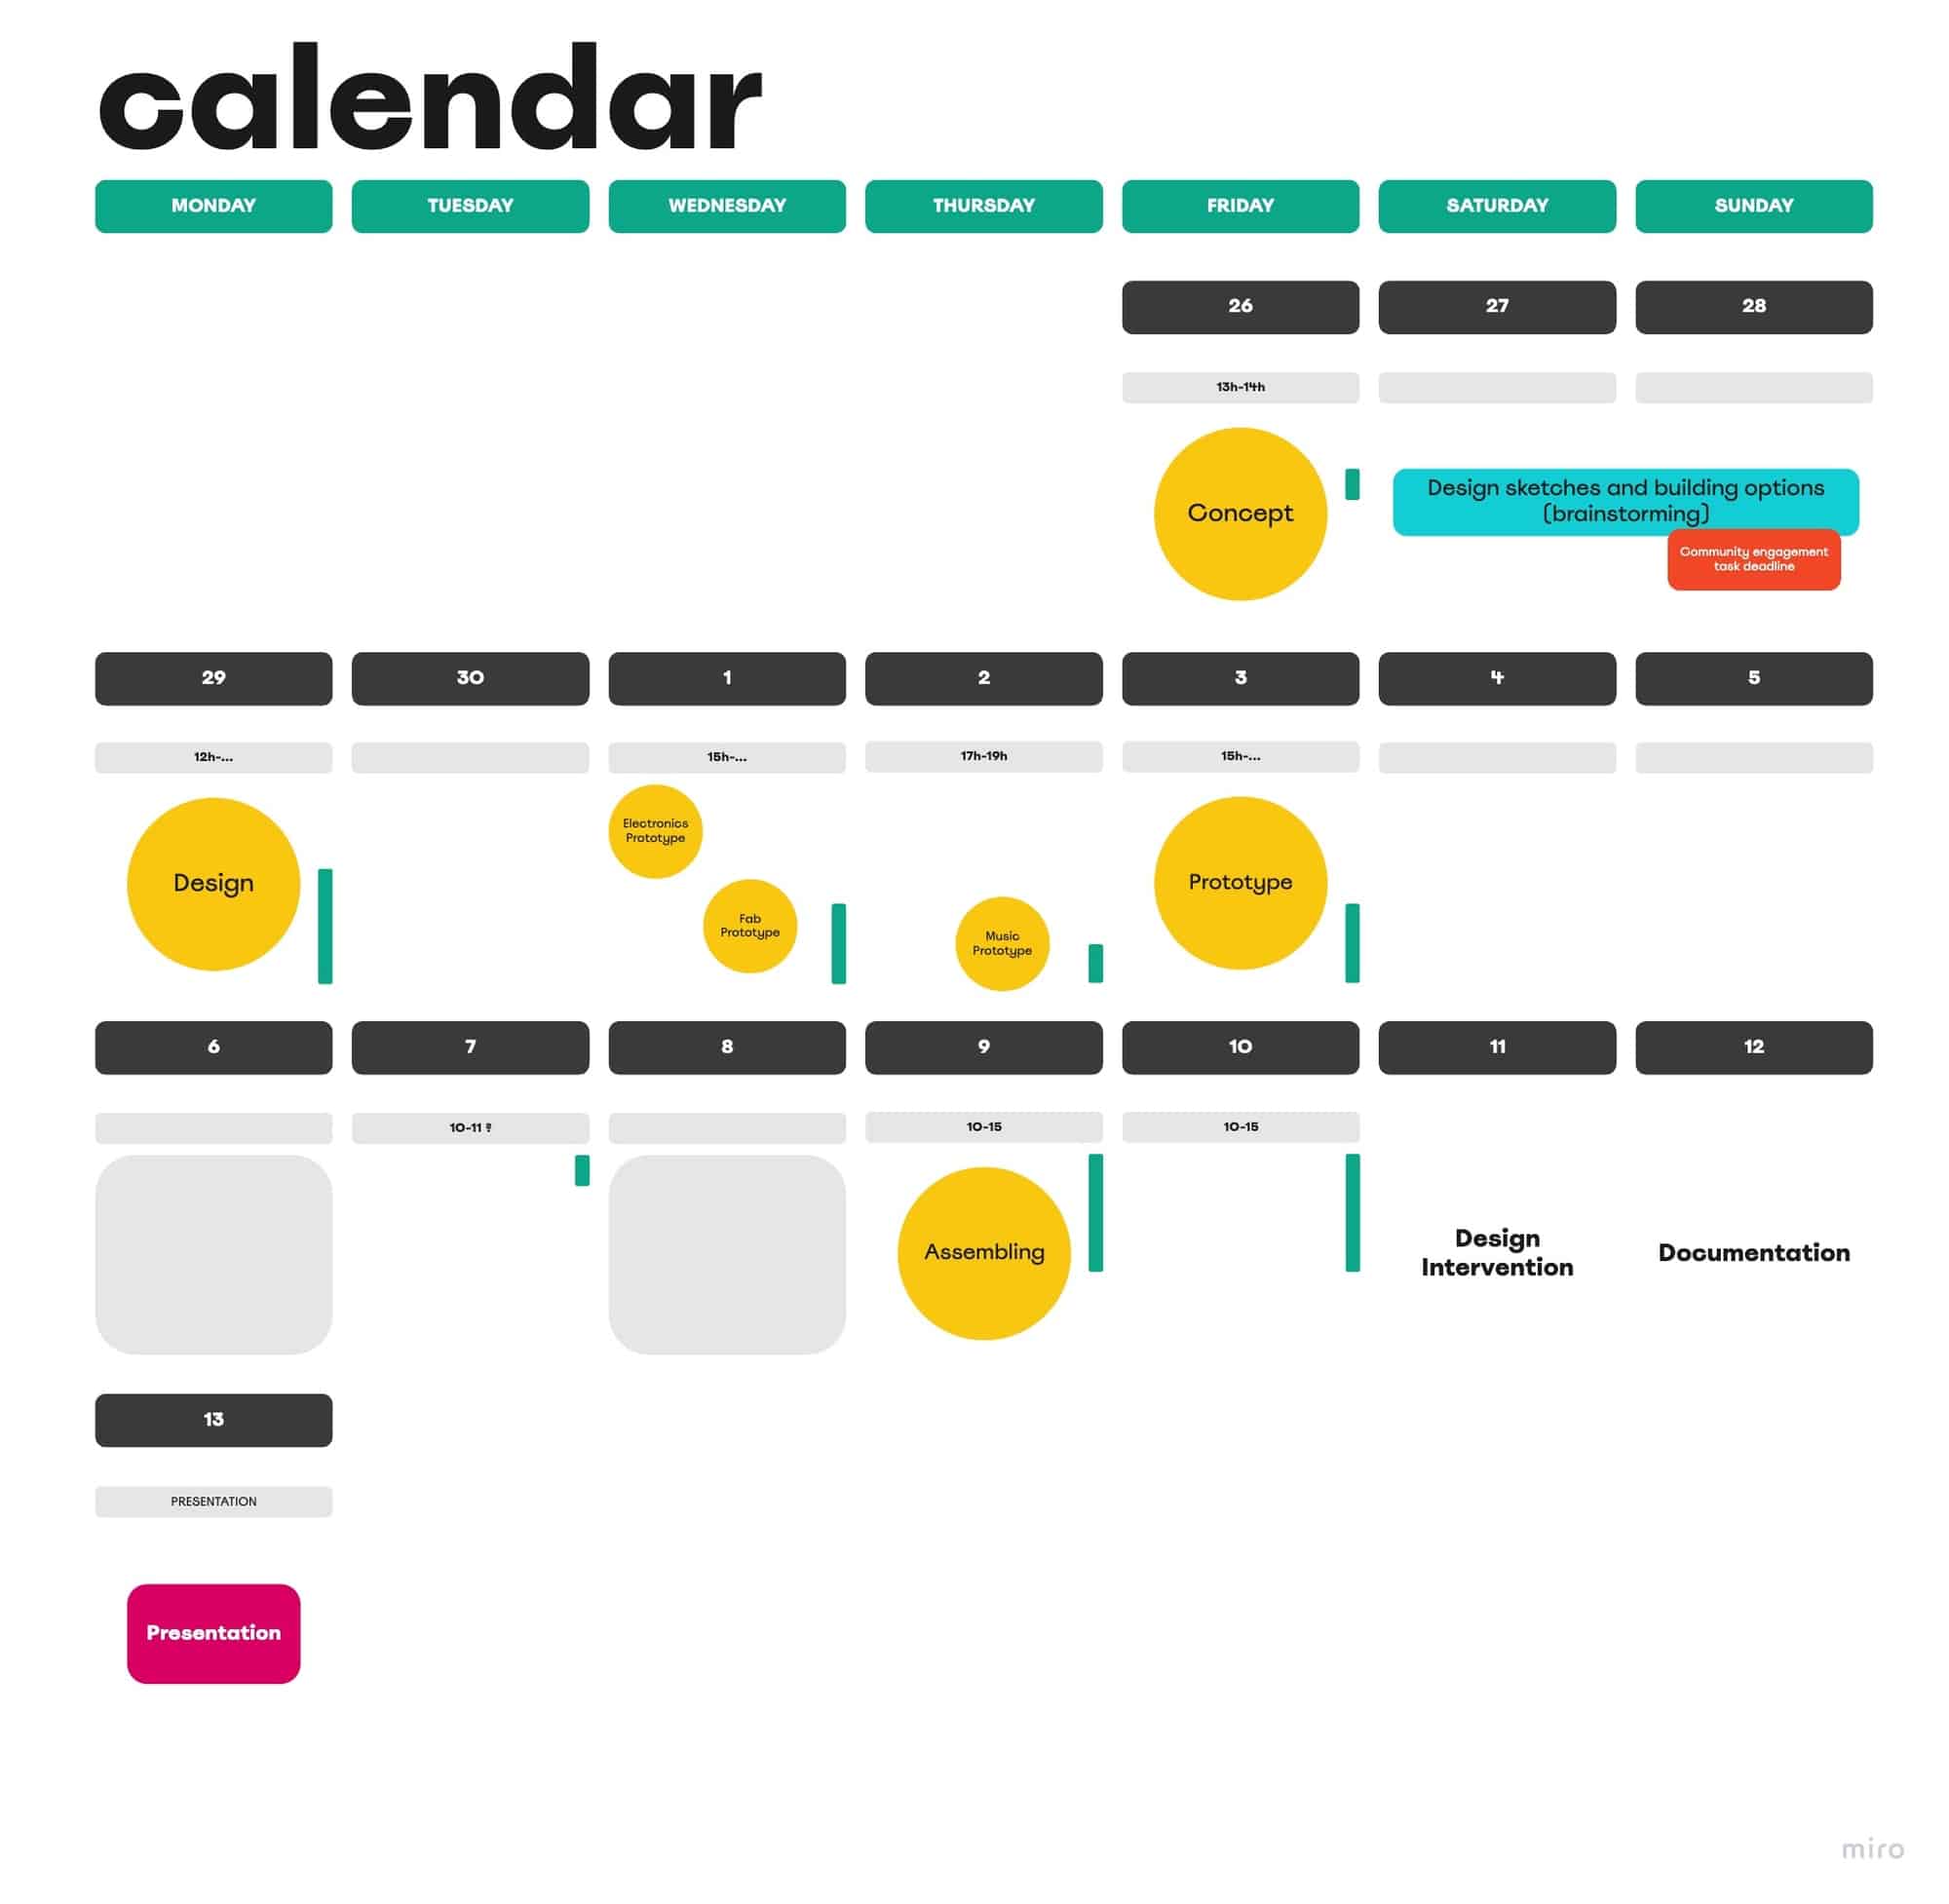 calendar
MONDAY
TUESDAY
WEDNESDAY
THURSDAY
FRIDAY
SATURDAY
SUNDAY
26
27
28
13h-14h
Concept
Design sketches and building options
(brainstorming)
Community engagement
task deadline
29
30
1
2
3
4
5
12h-...
15h-...
17h-19h
15h-...
Design
Electronics
Prototype
Fab
Prototype
Music
Prototype
Prototype
6
7
8
9
10
11
12
10-11 ?
10-15
10-15
Assembling
Design
Intervention
Documentation
13
PRESENTATION
Presentation
miro